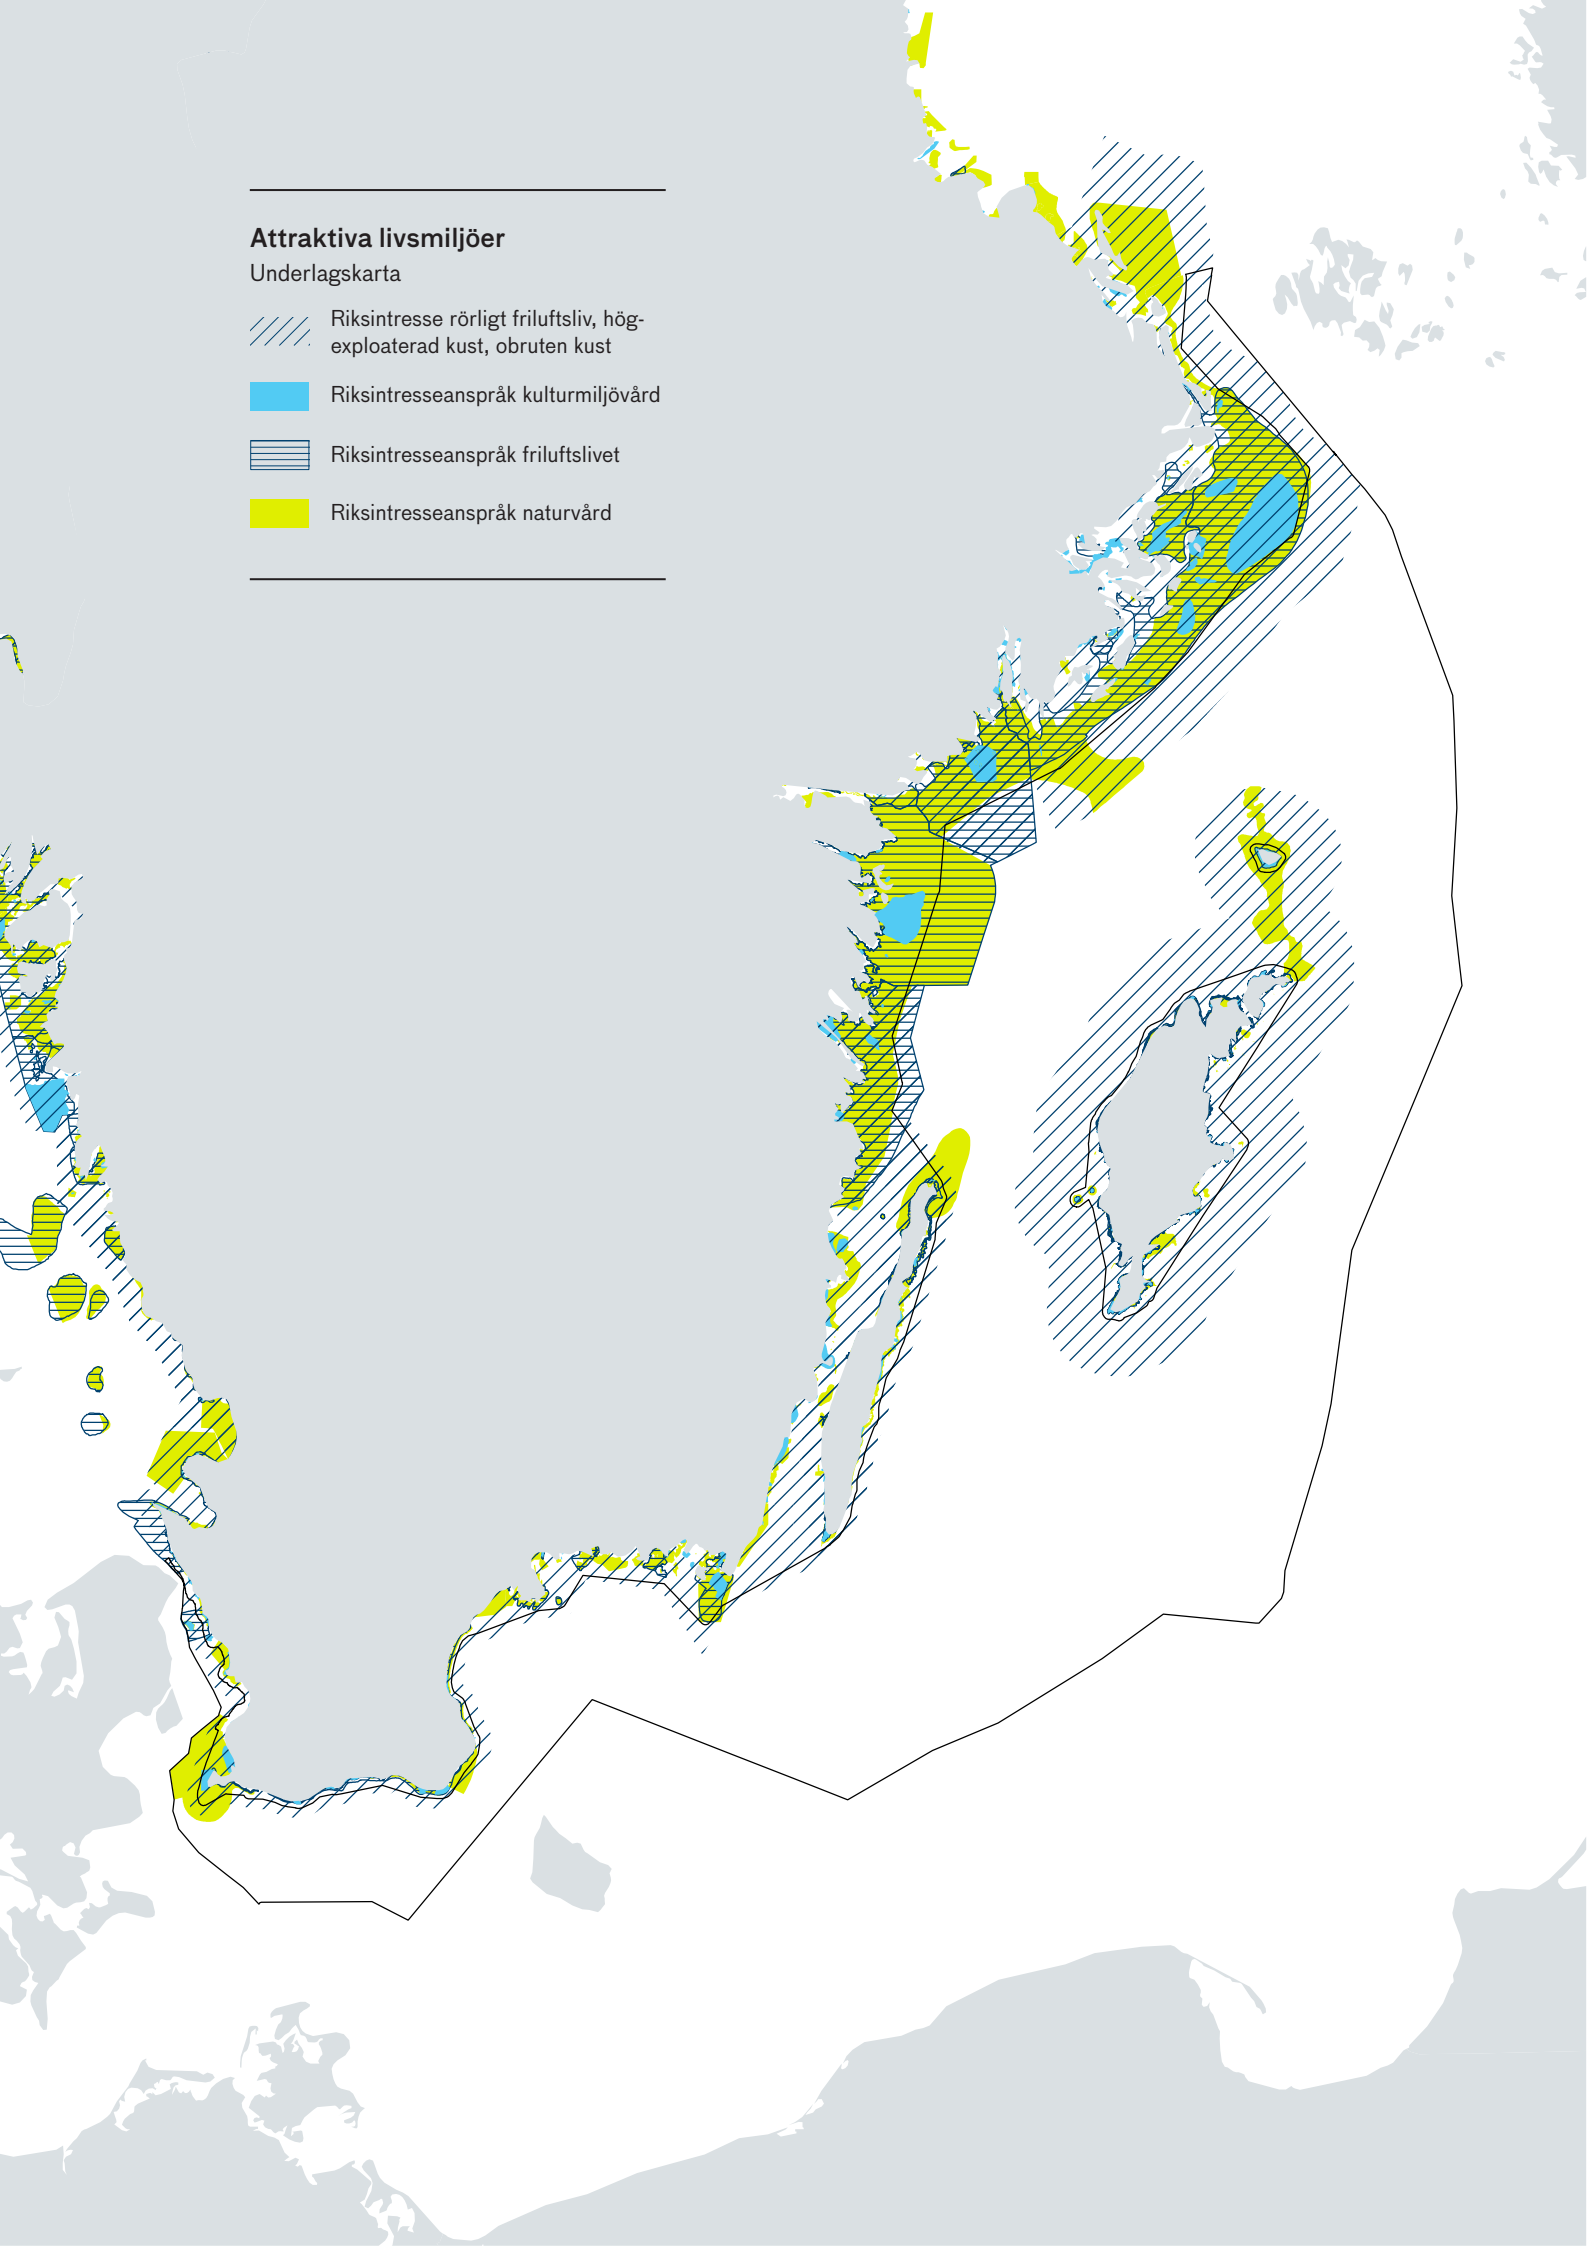 Attraktiva livsmiljöer
Underlagskarta
Riksintresse rörligt friluftsliv, hög-
exploaterad kust, obruten kust
Riksintresseanspråk kulturmiljövård
Riksintresseanspråk friluftslivet
Riksintresseanspråk naturvård